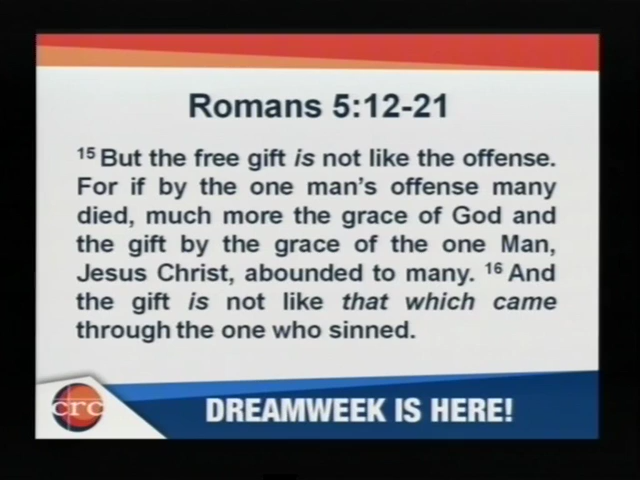 Romans 5:12-21
15 But the free gift is not like the offense.
For if by the one man's offense many
died, much more the grace of God and
the gift by the grace of the one Man,
Jesus Christ, abounded to many. 16 And
the gift is not like that which came
through the one who sinned.
crc
DREAMWEEK IS HERE!